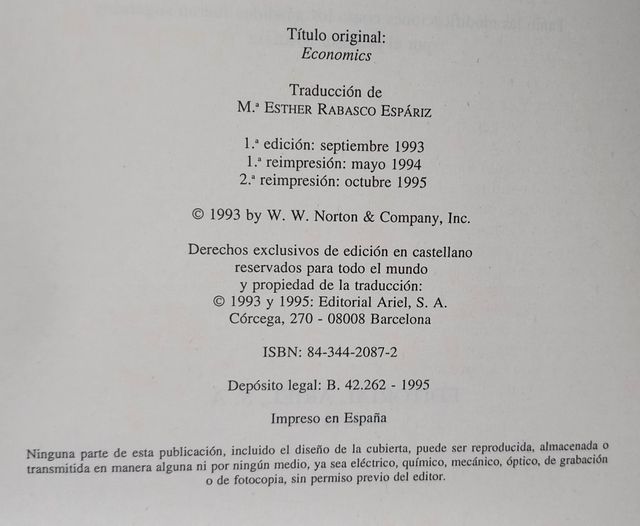 Título original:
Economics
Traducción de
M.ª ESTHER RABASCO ESPÁRIZ
1.ª edición: septiembre 1993
1.ª reimpresión: mayo 1994
2.ª reimpresión: octubre 1995
© 1993 by W. W. Norton & Company, Inc.
Derechos exclusivos de edición en castellano
reservados para todo el mundo
y propiedad de la traducción:
© 1993 y 1995: Editorial Ariel, S. A.
Córcega, 270 - 08008 Barcelona
ISBN: 84-344-2087-2
Depósito legal: B. 42.262 - 1995
Impreso en España
Ninguna parte de esta publicación, incluido el diseño de la cubierta, puede ser reproducida, almacenada o
transmitida en manera alguna ni por ningún medio, ya sea eléctrico, químico, mecánico, óptico, de grabación
o de fotocopia, sin permiso previo del editor.